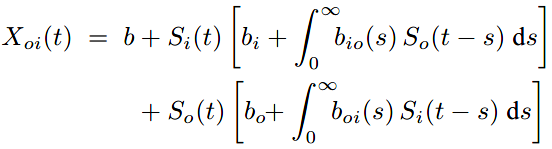 X_{oi}(t) = b + S_i(t) [b_i + ∫_0^∞ b_{io}(s) S_o(t − s) ds]
+ S_o(t) [b_o + ∫_0^∞ b_{oi}(s) S_i(t − s) ds]